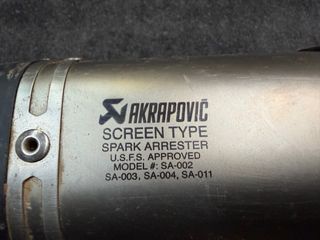 AKRAPOVIČ
SCREEN TYPE
SPARK ARRESTER
U.S.F.S. APPROVED
MODEL #: SA-002
SA-003, SA-004, SA-011